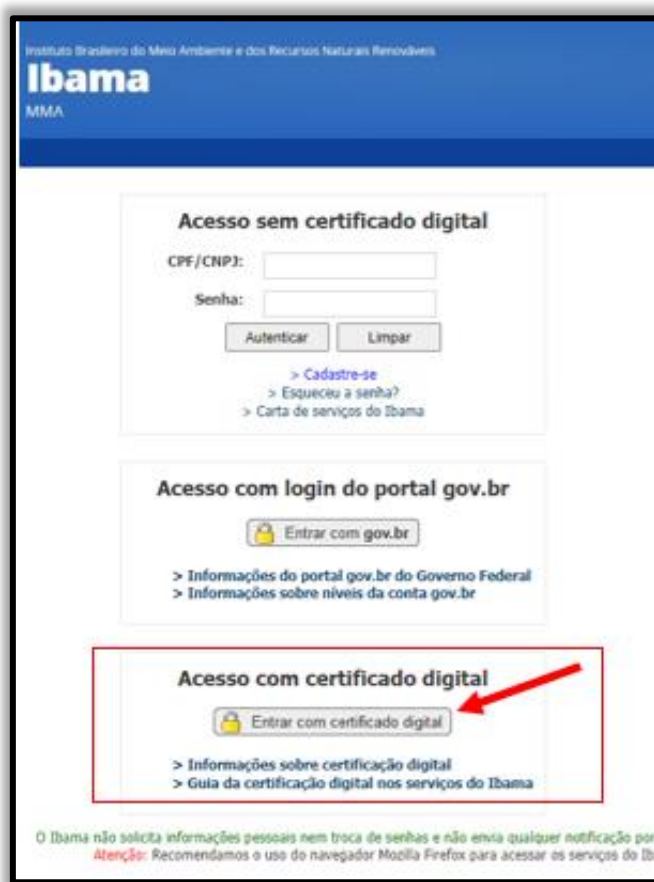 Instituto Brasileiro do Meio Ambiente e dos Recursos Naturais Renováveis
Ibama
MMA
Acesso sem certificado digital
CPF/CNPJ:
Senha:
Autenticar Limpar
> Cadastre-se
> Esqueceu a senha?
> Carta de serviços do Ibama
Acesso com login do portal gov.br
Entrar com gov.br
> Informações do portal gov.br do Governo Federal
> Informações sobre níveis da conta gov.br
Acesso com certificado digital
Entrar com certificado digital
> Informações sobre certificação digital
> Guia da certificação digital nos serviços do Ibama
O Ibama não solicita informações pessoais nem troca de senhas e não envia qualquer notificação por
Atenção: Recomendamos o uso do navegador Mozilla Firefox para acessar os serviços do Ib